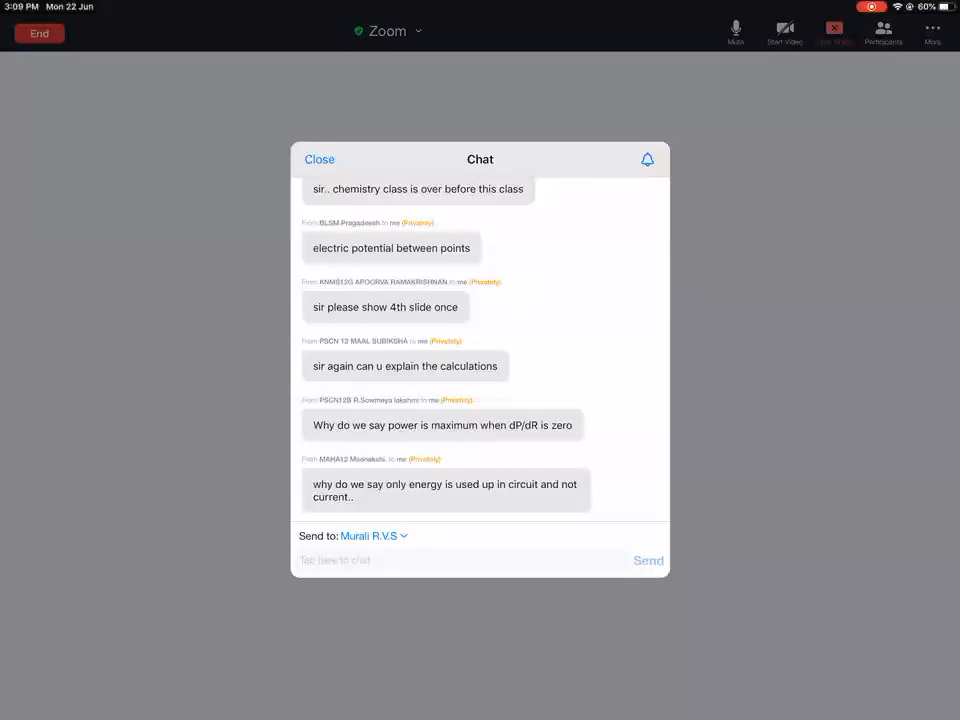 3:09 PM Mon 22 Jun
60%
End
Zoom
Mute
Start Video
Participants
More
Close
Chat
sir.. chemistry class is over before this class
From BLSM Pragadeesh to me (Privately)
electric potential between points
From KNMS12G APOORVA RAMAKRISHNAN to me (Privately)
sir please show 4th slide once
From PSCN 12 MAAL SUBIKSHA to me (Privately)
sir again can u explain the calculations
From PSCN12B R.Sowmeya lakshmi to me (Privately)
Why do we say power is maximum when dP/dR is zero
From MAHA12 Meenakshi. to me (Privately)
why do we say only energy is used up in circuit and not
current..
Send to: Murali R.V.S
Tap here to chat
Send